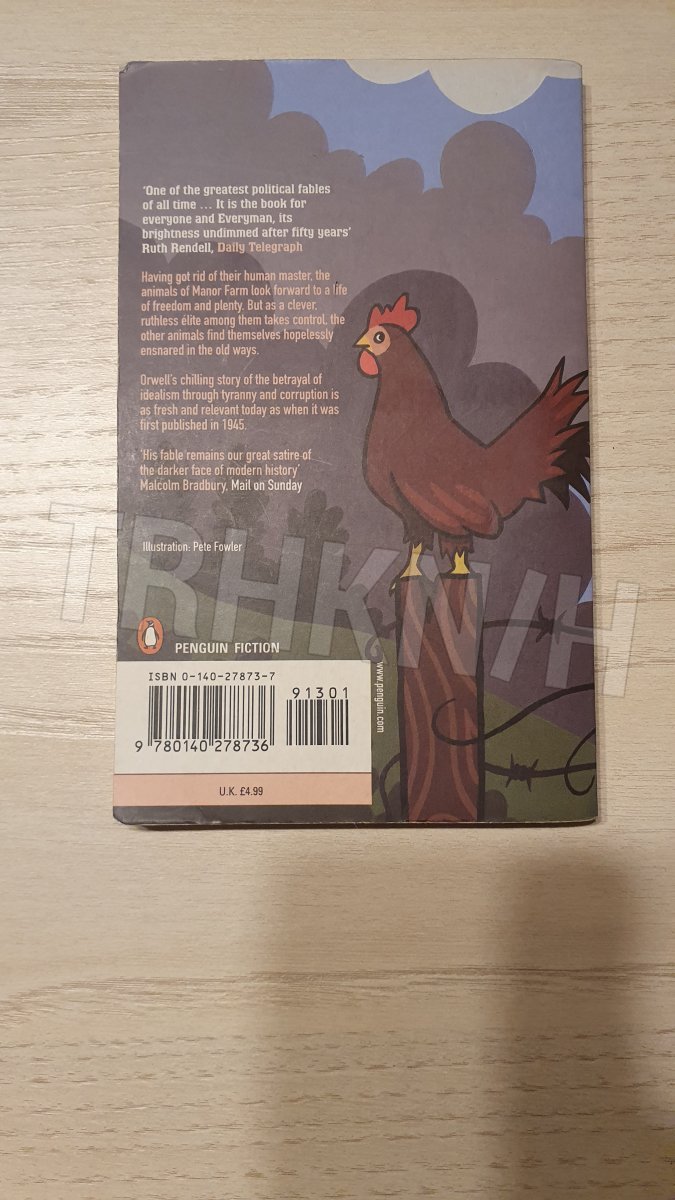 ‘One of the greatest political fables
of all time ... It is the book for
everyone and Everyman, its
brightness undimmed after fifty years’
Ruth Rendell, Daily Telegraph
Having got rid of their human master, the
animals of Manor Farm look forward to a life
of freedom and plenty. But as a clever,
ruthless élite among them takes control, the
other animals find themselves hopelessly
ensnared in the old ways.
Orwell's chilling story of the betrayal of
idealism through tyranny and corruption is
as fresh and relevant today as when it was
first published in 1945.
‘His fable remains our great satire of
the darker face of modern history’
Malcolm Bradbury, Mail on Sunday
Illustration: Pete Fowler
TRHKN/H
PENGUIN FICTION
www.penguin.com
ISBN 0-140-27873-7
91301
9 780140 278736
U.K. £4.99